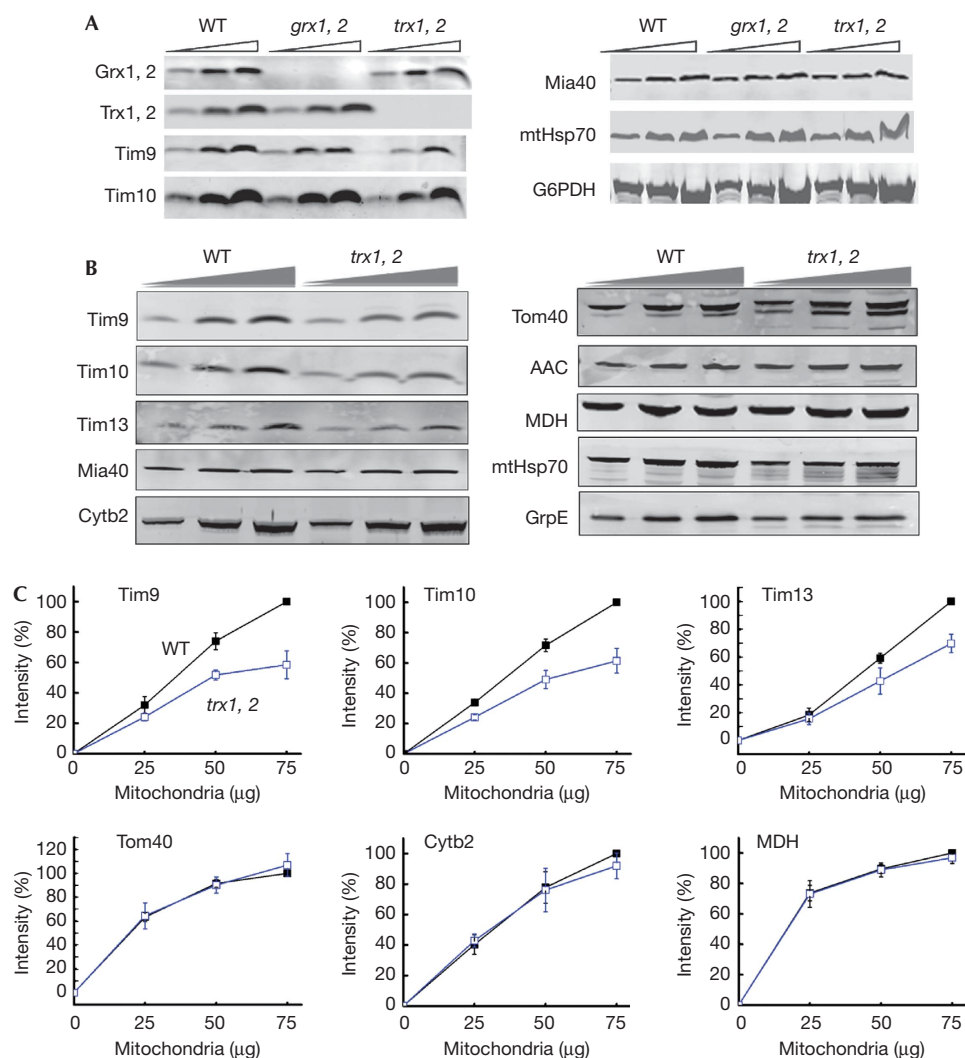 A
WT grx1, 2 trx1, 2
Grx1, 2
Trx1, 2
Tim9
Tim10
WT grx1, 2 trx1, 2
Mia40
mtHsp70
G6PDH
B
WT trx1, 2
Tim9
Tim10
Tim13
Mia40
Cytb2
WT trx1, 2
Tom40
AAC
MDH
mtHsp70
GrpE
C
Tim9
Intensity (%)
100
80
60
40
20
0
WT
trx1, 2
0 25 50 75
Mitochondria (μg)
Tim10
Intensity (%)
100
80
60
40
20
0
0 25 50 75
Mitochondria (μg)
Tim13
Intensity (%)
100
80
60
40
20
0
0 25 50 75
Mitochondria (μg)
Tom40
Intensity (%)
120
100
80
60
40
20
0
0 25 50 75
Mitochondria (μg)
Cytb2
Intensity (%)
100
80
60
40
20
0
0 25 50 75
Mitochondria (μg)
MDH
Intensity (%)
100
80
60
40
20
0
0 25 50 75
Mitochondria (μg)